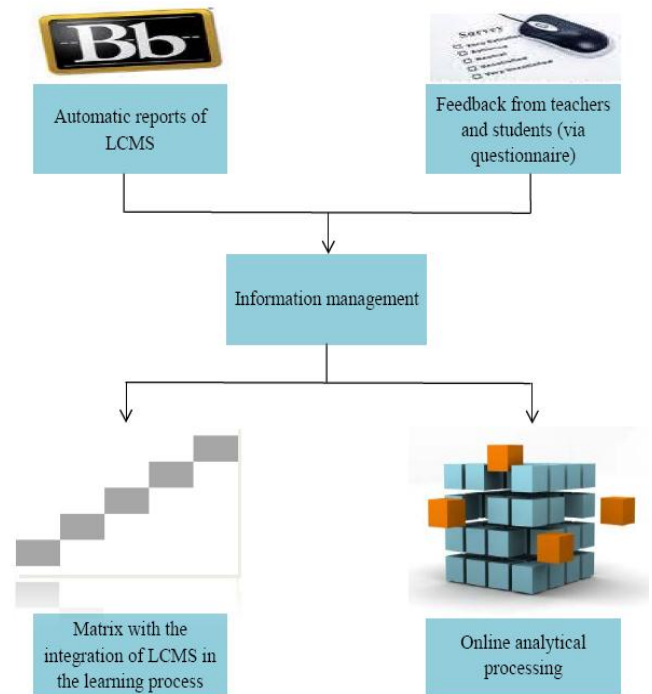 Bb
Survey
Automatic reports of
LCMS
Feedback from teachers
and students (via
questionnaire)
Information management
Matrix with the
integration of LCMS in
the learning process
Online analytical
processing